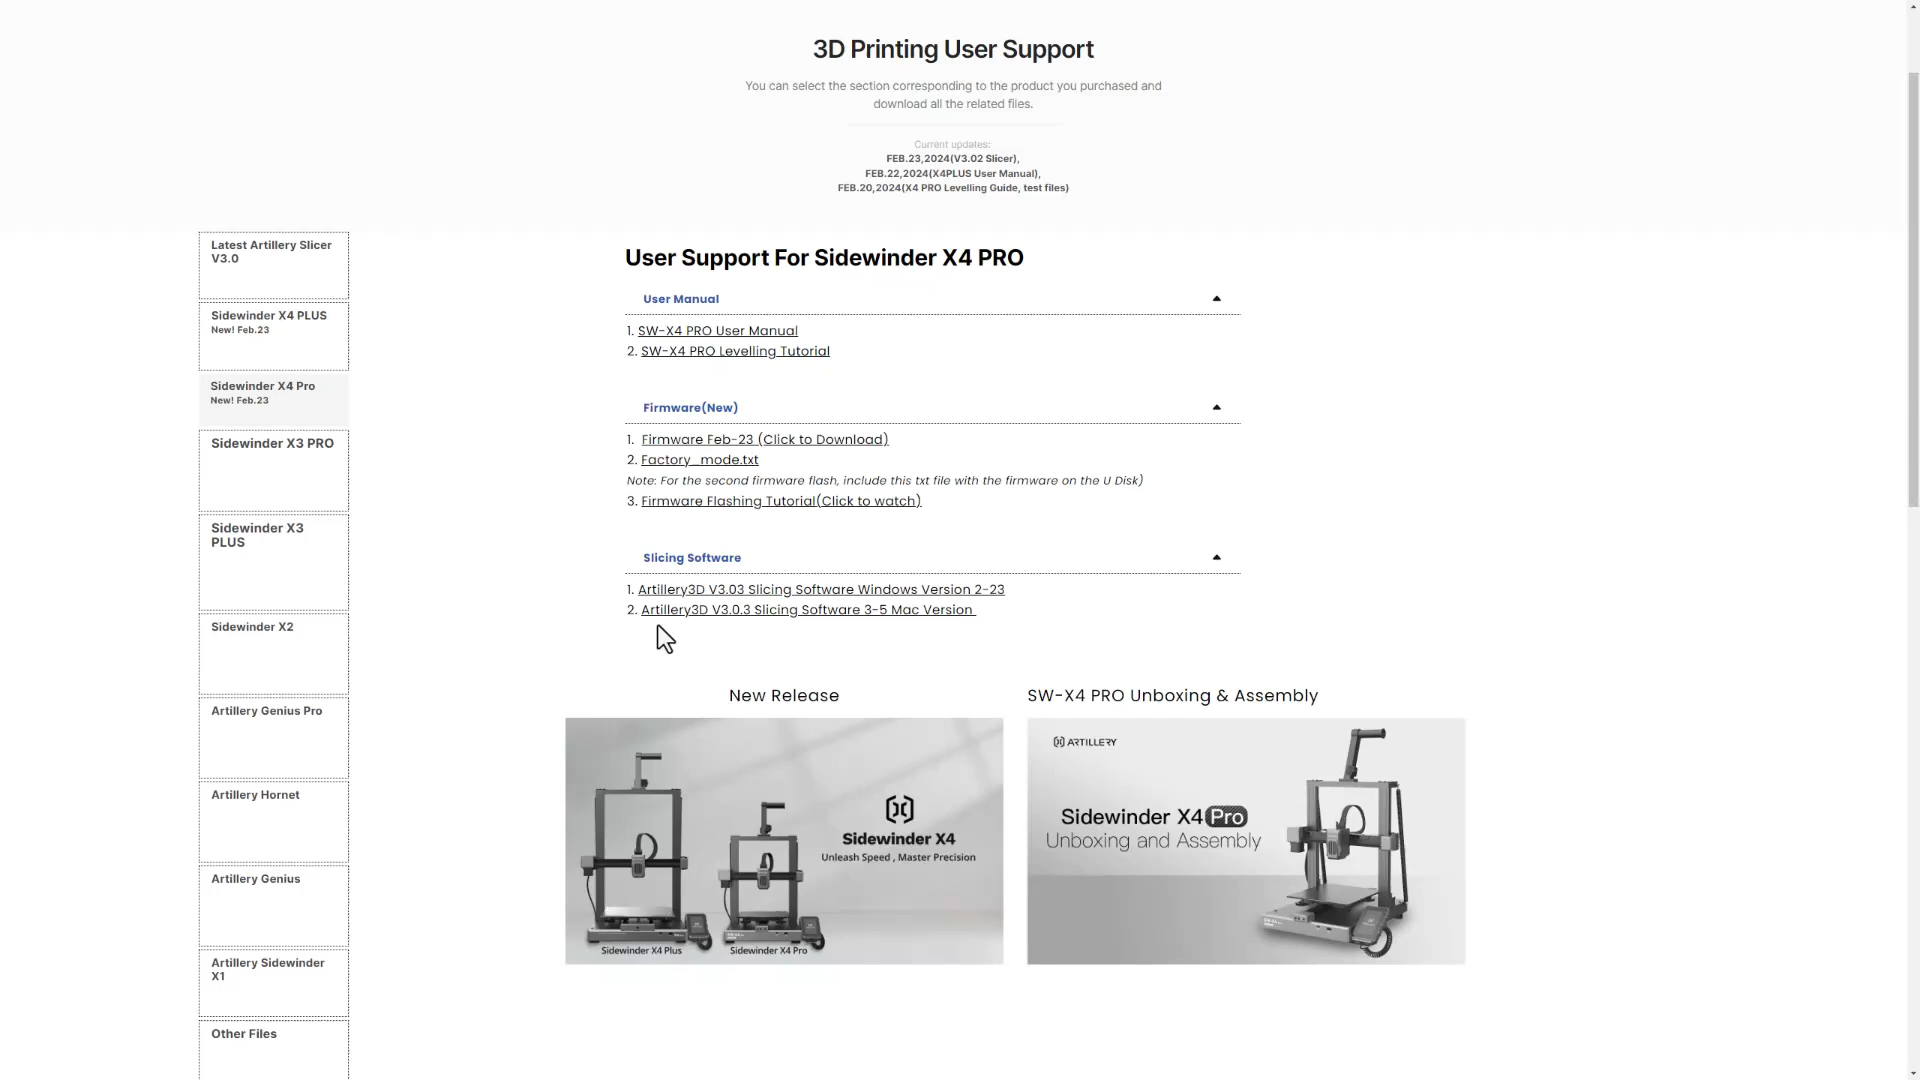 3D Printing User Support
You can select the section corresponding to the product you purchased and
download all the related files.
Current updates:
FEB.23,2024(V3.02 Slicer),
FEB.22,2024(X4PLUS User Manual),
FEB.20,2024(X4 PRO Levelling Guide, test files)
Latest Artillery Slicer
V3.0
Sidewinder X4 PLUS
New! Feb.23
Sidewinder X4 Pro
New! Feb.23
Sidewinder X3 PRO
Sidewinder X3
PLUS
Sidewinder X2
Artillery Genius Pro
Artillery Hornet
Artillery Genius
Artillery Sidewinder
X1
Other Files
User Support For Sidewinder X4 PRO
User Manual
1. SW-X4 PRO User Manual
2. SW-X4 PRO Levelling Tutorial
Firmware(New)
1. Firmware Feb-23 (Click to Download)
2. Factory_mode.txt
Note: For the second firmware flash, include this txt file with the firmware on the U Disk)
3. Firmware Flashing Tutorial(Click to watch)
Slicing Software
1. Artillery3D V3.03 Slicing Software Windows Version 2-23
2. Artillery3D V3.0.3 Slicing Software 3-5 Mac Version
New Release
Sidewinder X4
Unleash Speed , Master Precision
Sidewinder X4 Plus
Sidewinder X4 Pro
SW-X4 PRO Unboxing & Assembly
ARTILLERY
Sidewinder X4 Pro
Unboxing and Assembly